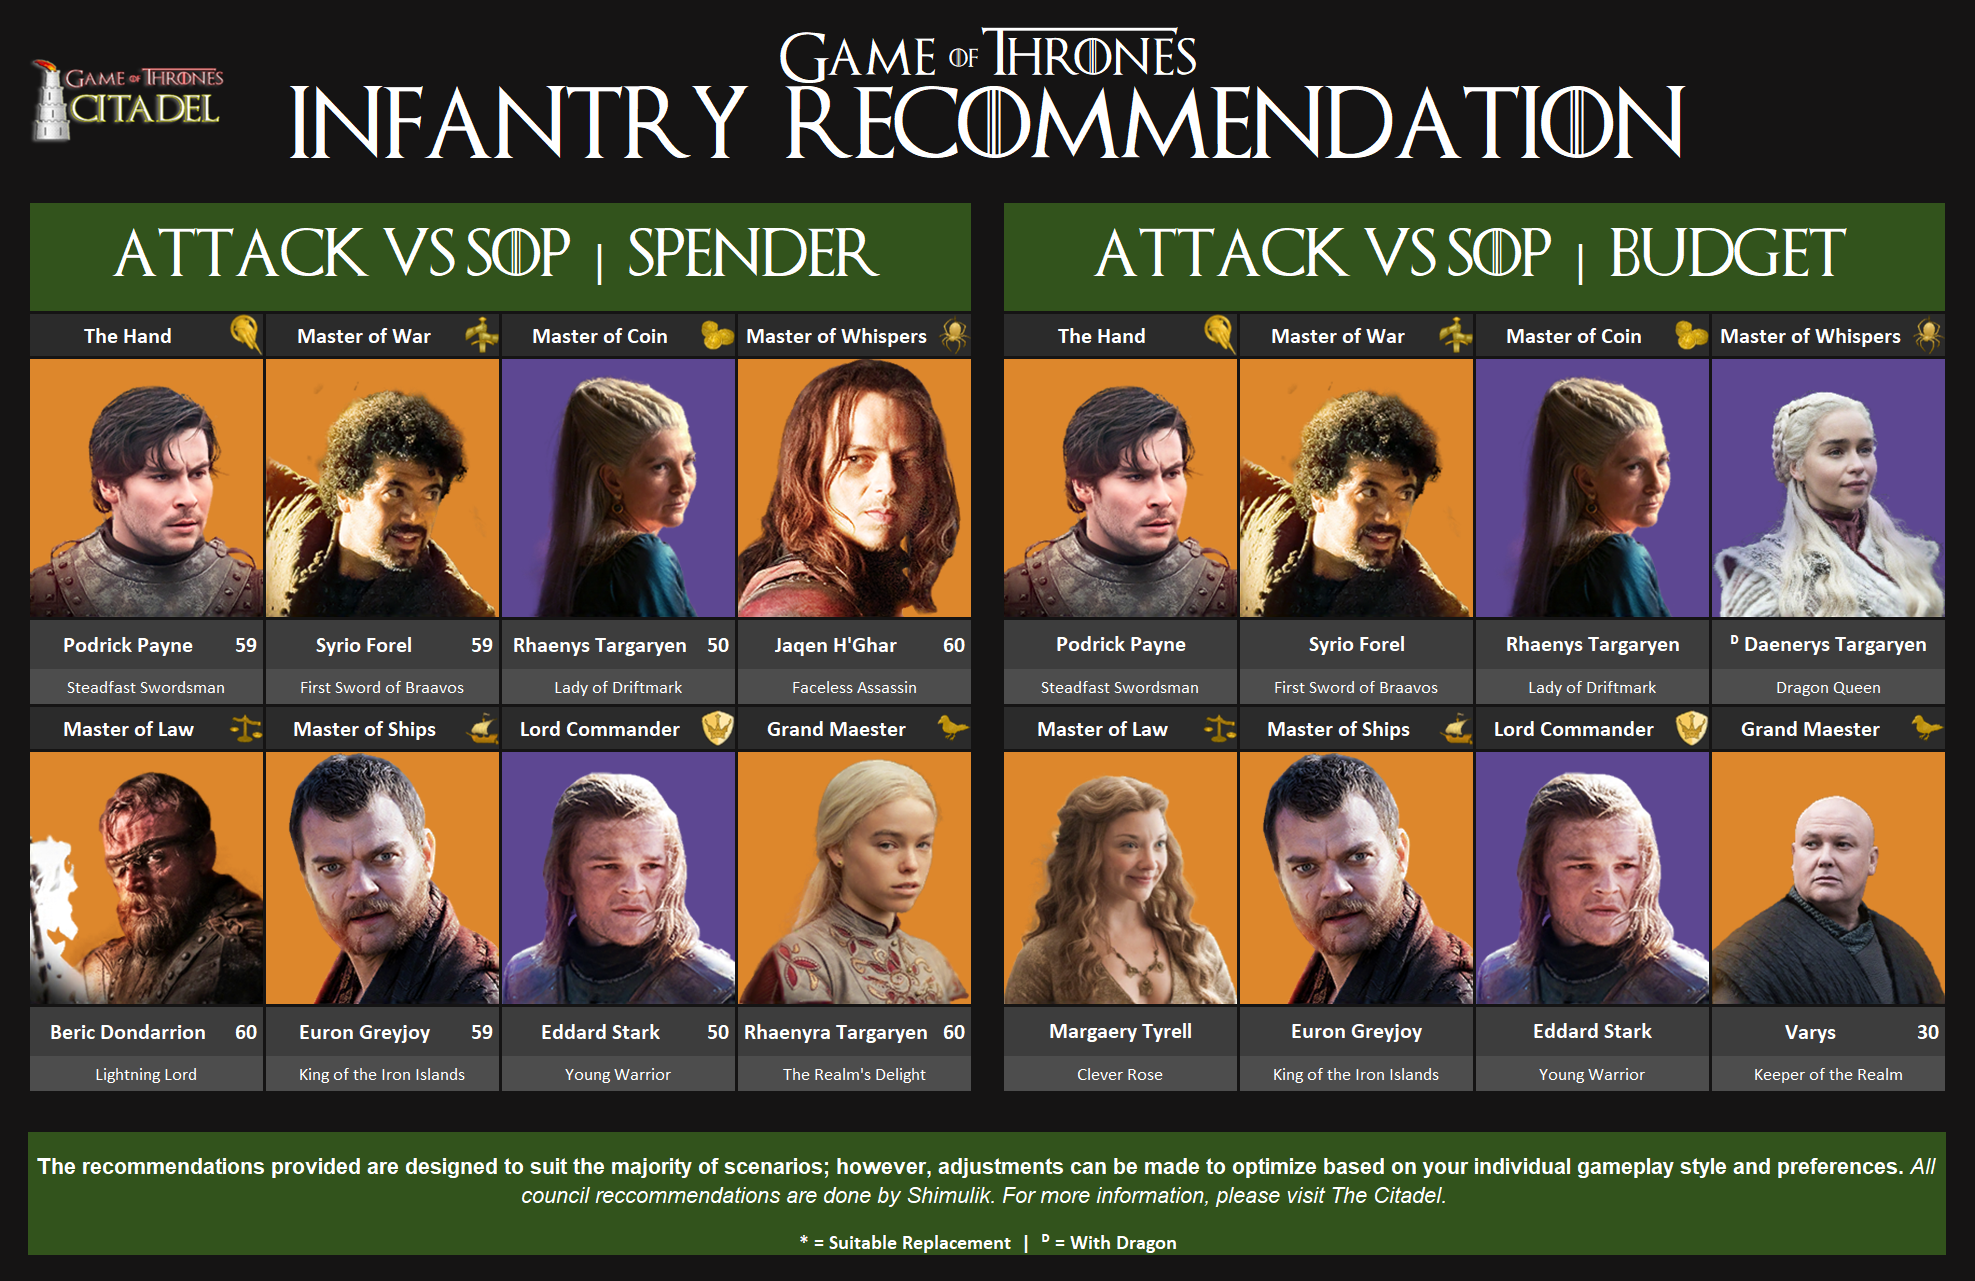 GAME OF THRONES
CITADEL
GAME OF THRONES
INFANTRY RECOMMENDATION
ATTACK VS SOP | SPENDER
The Hand
Master of War
Master of Coin
Master of Whispers
Podrick Payne 59
Syrio Forel 59
Rhaenys Targaryen 50
Jaqen H'Ghar 60
Steadfast Swordsman
First Sword of Braavos
Lady of Driftmark
Faceless Assassin
Master of Law
Master of Ships
Lord Commander
Grand Maester
Beric Dondarrion 60
Euron Greyjoy 59
Eddard Stark 50
Rhaenyra Targaryen 60
Lightning Lord
King of the Iron Islands
Young Warrior
The Realm's Delight
ATTACK VS SOP | BUDGET
The Hand
Master of War
Master of Coin
Master of Whispers
Podrick Payne
Syrio Forel
Rhaenys Targaryen
ᴰ Daenerys Targaryen
Steadfast Swordsman
First Sword of Braavos
Lady of Driftmark
Dragon Queen
Master of Law
Master of Ships
Lord Commander
Grand Maester
Margaery Tyrell
Euron Greyjoy
Eddard Stark
Varys 30
Clever Rose
King of the Iron Islands
Young Warrior
Keeper of the Realm
The recommendations provided are designed to suit the majority of scenarios; however, adjustments can be made to optimize based on your individual gameplay style and preferences. All
council reccommendations are done by Shimulik. For more information, please visit The Citadel.
* = Suitable Replacement | ᴰ = With Dragon